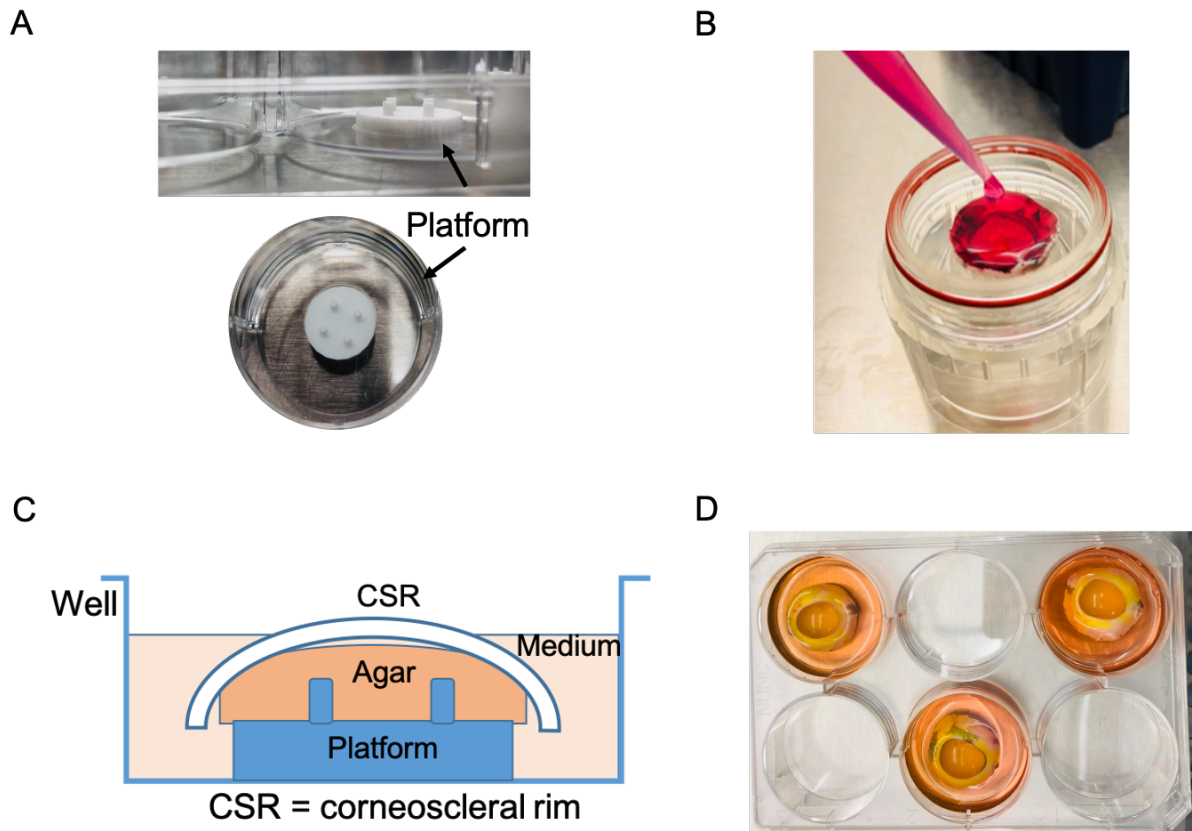 A
B
Platform
C
D
Well
CSR
Medium
Agar
Platform
CSR = corneoscleral rim